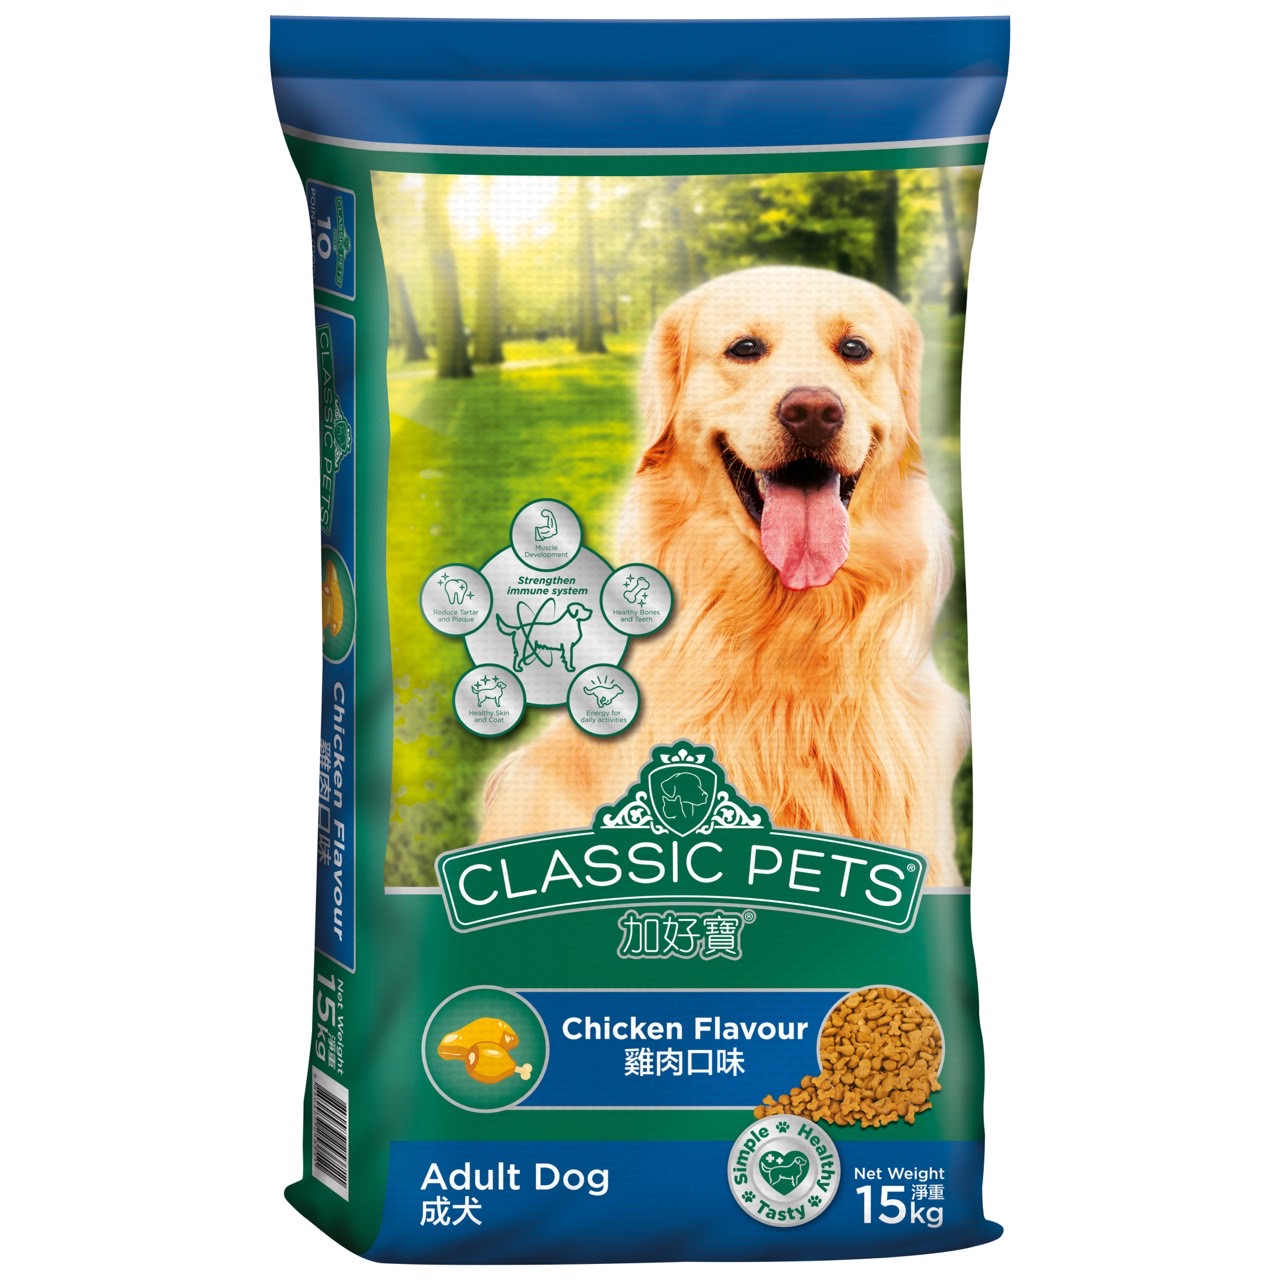 Muscle
Development
Strengthen
immune system
Reduce Tartar
and Plaque
Healthy Bones
and Teeth
Healthy Skin
and Coat
Energy for
daily activities
CLASSIC PETS®
加好寶®
Chicken Flavour
雞肉口味
Adult Dog
成犬
Simple Healthy
Tasty
Net Weight
15kg 淨重
10
CLASSIC PETS
CLASSIC PETS
Chicken Flavour
雞肉口味
Net Weight
15kg 淨重